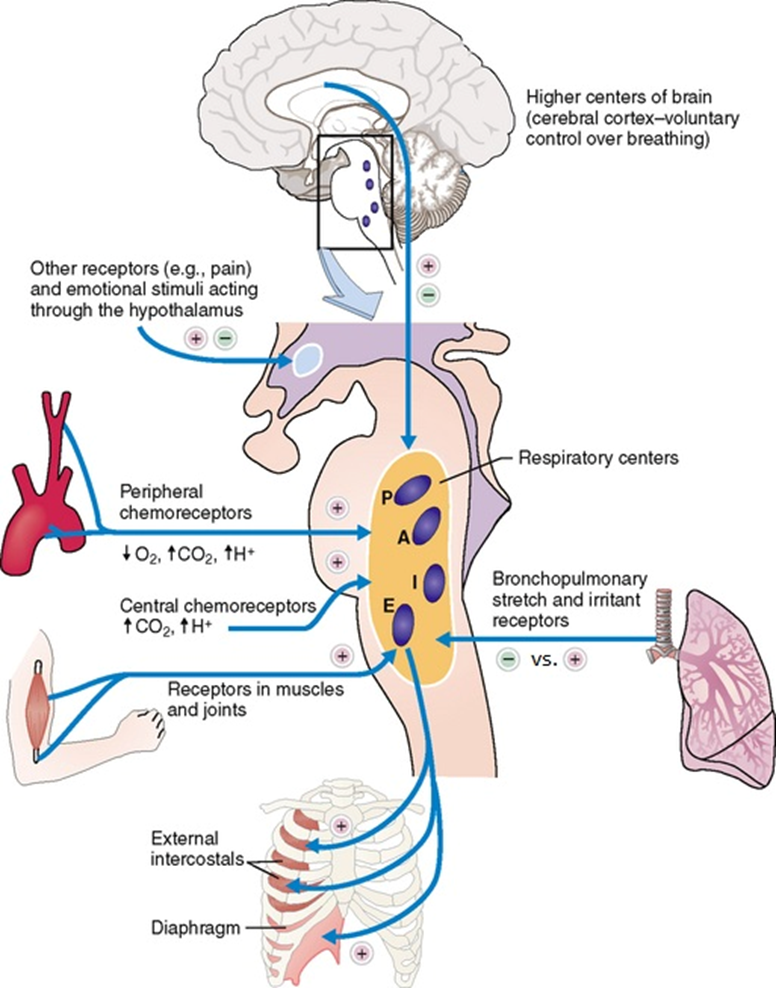 Higher centers of brain
(cerebral cortex–voluntary
control over breathing)
+
−
Other receptors (e.g., pain)
and emotional stimuli acting
through the hypothalamus
+ −
Respiratory centers
P
A
I
E
Peripheral
chemoreceptors
+
↓O₂, ↑CO₂, ↑H⁺
+
Central chemoreceptors
↑CO₂, ↑H⁺
Bronchopulmonary
stretch and irritant
receptors
− vs. +
+
Receptors in muscles
and joints
+
External
intercostals
Diaphragm
+